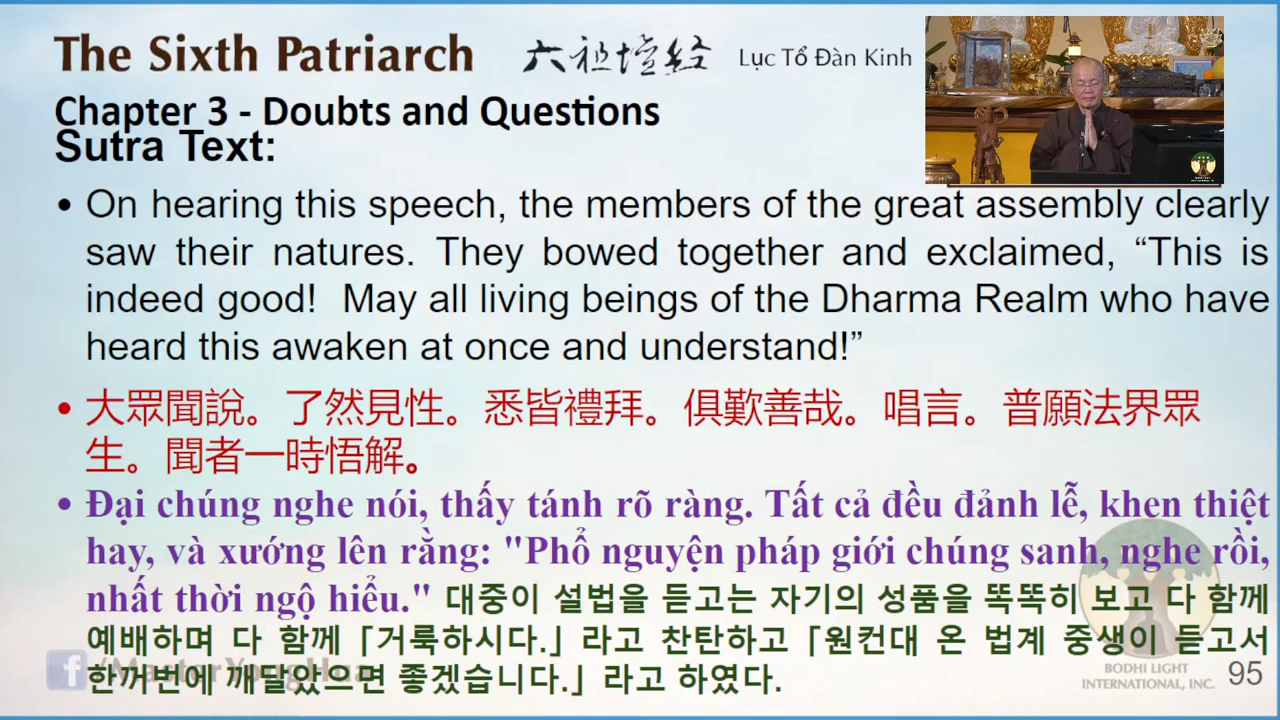 The Sixth Patriarch 六祖壇经 Lục Tổ Đàn Kinh
Chapter 3 - Doubts and Questions
Sutra Text:
• On hearing this speech, the members of the great assembly clearly
saw their natures. They bowed together and exclaimed, “This is
indeed good! May all living beings of the Dharma Realm who have
heard this awaken at once and understand!”
• 大眾聞說。了然見性。悉皆禮拜。俱歎善哉。唱言。普願法界眾
生。聞者一時悟解。
• Đại chúng nghe nói, thấy tánh rõ ràng. Tất cả đều đảnh lễ, khen thiệt
hay, và xướng lên rằng: "Phổ nguyện pháp giới chúng sanh, nghe rồi,
nhất thời ngộ hiểu." 대중이 설법을 듣고는 자기의 성품을 똑똑히 보고 다 함께
예배하며 다 함께 「거룩하시다.」 라고 찬탄하고 「원컨대 온 법계 중생이 듣고서
한꺼번에 깨달았으면 좋겠습니다.」 라고 하였다.
f /MasterYongHua
BODHI LIGHT
INTERNATIONAL, INC.
95